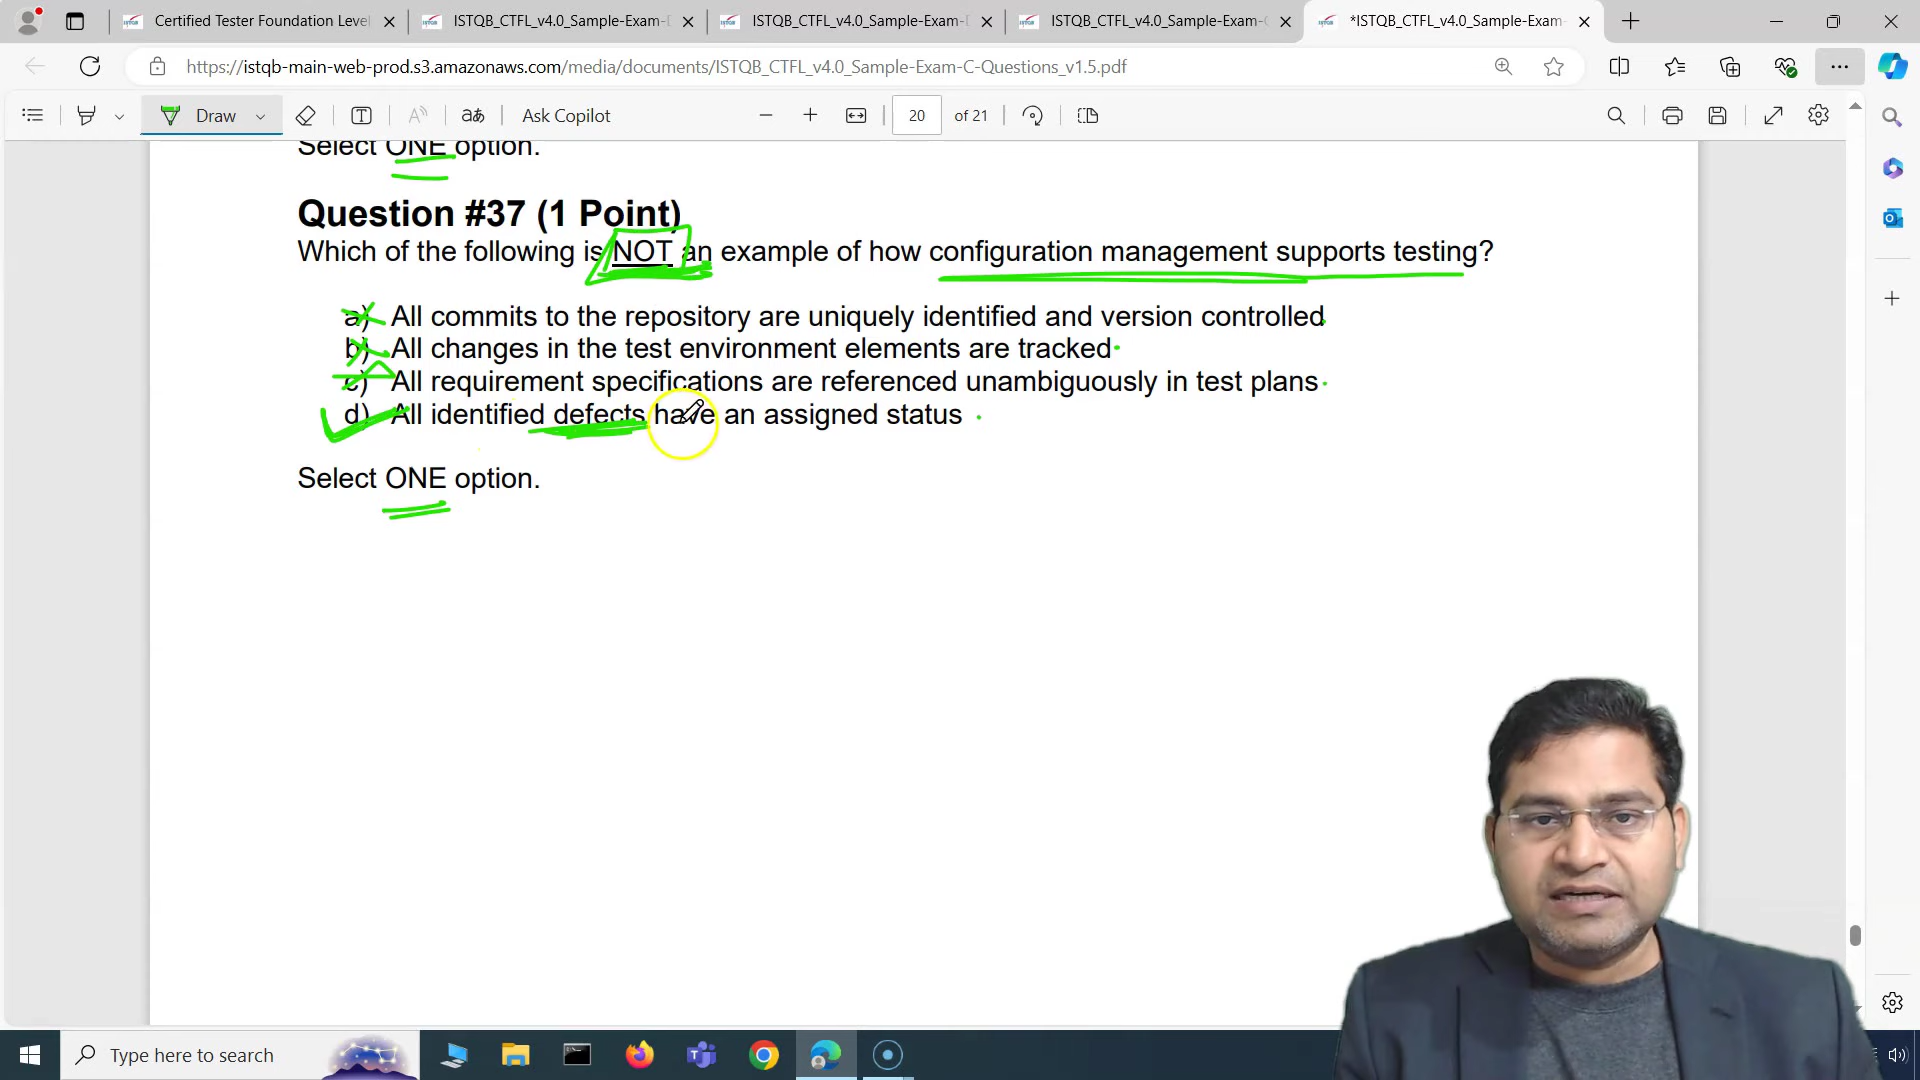 Certified Tester Foundation Leve
ISTQB_CTFL_v4.0_Sample-Exam-
ISTQB_CTFL_v4.0_Sample-Exam-
ISTQB_CTFL_v4.0_Sample-Exam-
*ISTQB_CTFL_v4.0_Sample-Exam-
https://istqb-main-web-prod.s3.amazonaws.com/media/documents/ISTQB_CTFL_v4.0_Sample-Exam-C-Questions_v1.5.pdf
Draw
aあ
Ask Copilot
20 of 21
Select ONE option.
Question #37 (1 Point)
Which of the following is NOT an example of how configuration management supports testing?
a) All commits to the repository are uniquely identified and version controlled
b) All changes in the test environment elements are tracked
c) All requirement specifications are referenced unambiguously in test plans
d) All identified defects have an assigned status
Select ONE option.
Type here to search